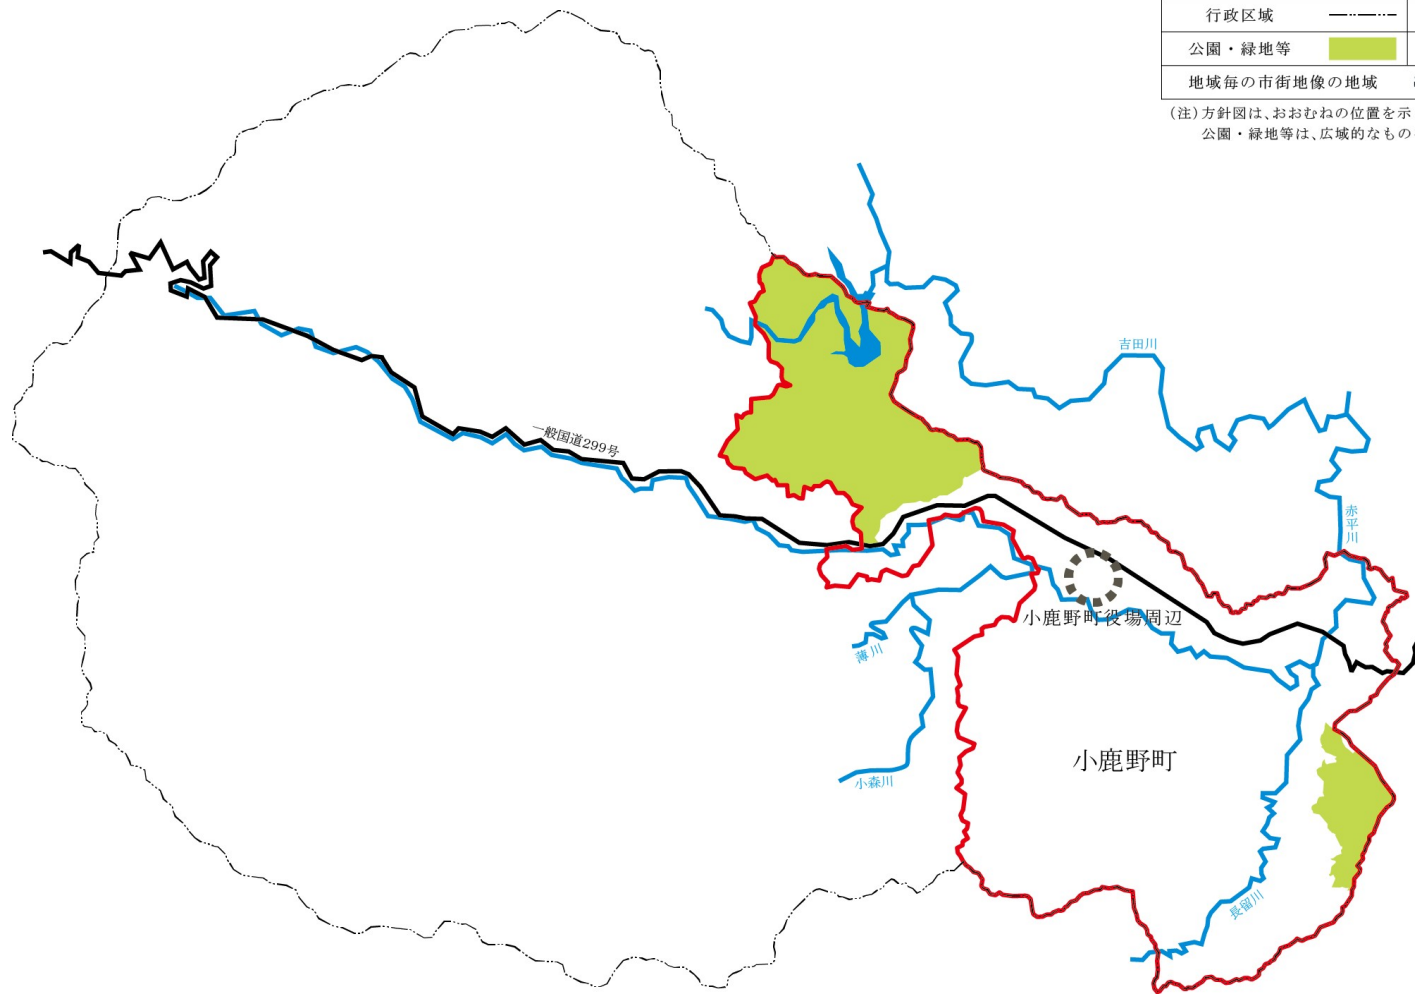 行政区域
公園・緑地等
地域毎の市街地像の地域
(注)方針図は、おおむねの位置を示
公園・緑地等は、広域的なもの
吉田川
一般国道299号
赤平川
小鹿野町役場周辺
薄川
小鹿野町
小森川
長留川